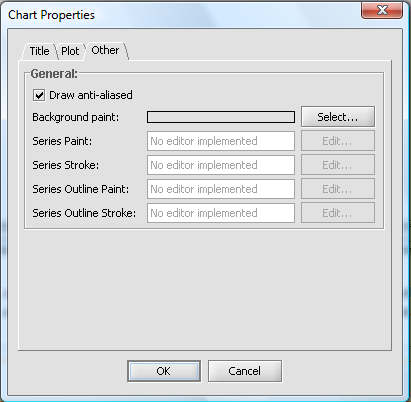 Chart Properties
Title Plot Other
General:
Draw anti-aliased
Background paint: Select...
Series Paint: No editor implemented Edit...
Series Stroke: No editor implemented Edit...
Series Outline Paint: No editor implemented Edit...
Series Outline Stroke: No editor implemented Edit...
OK Cancel